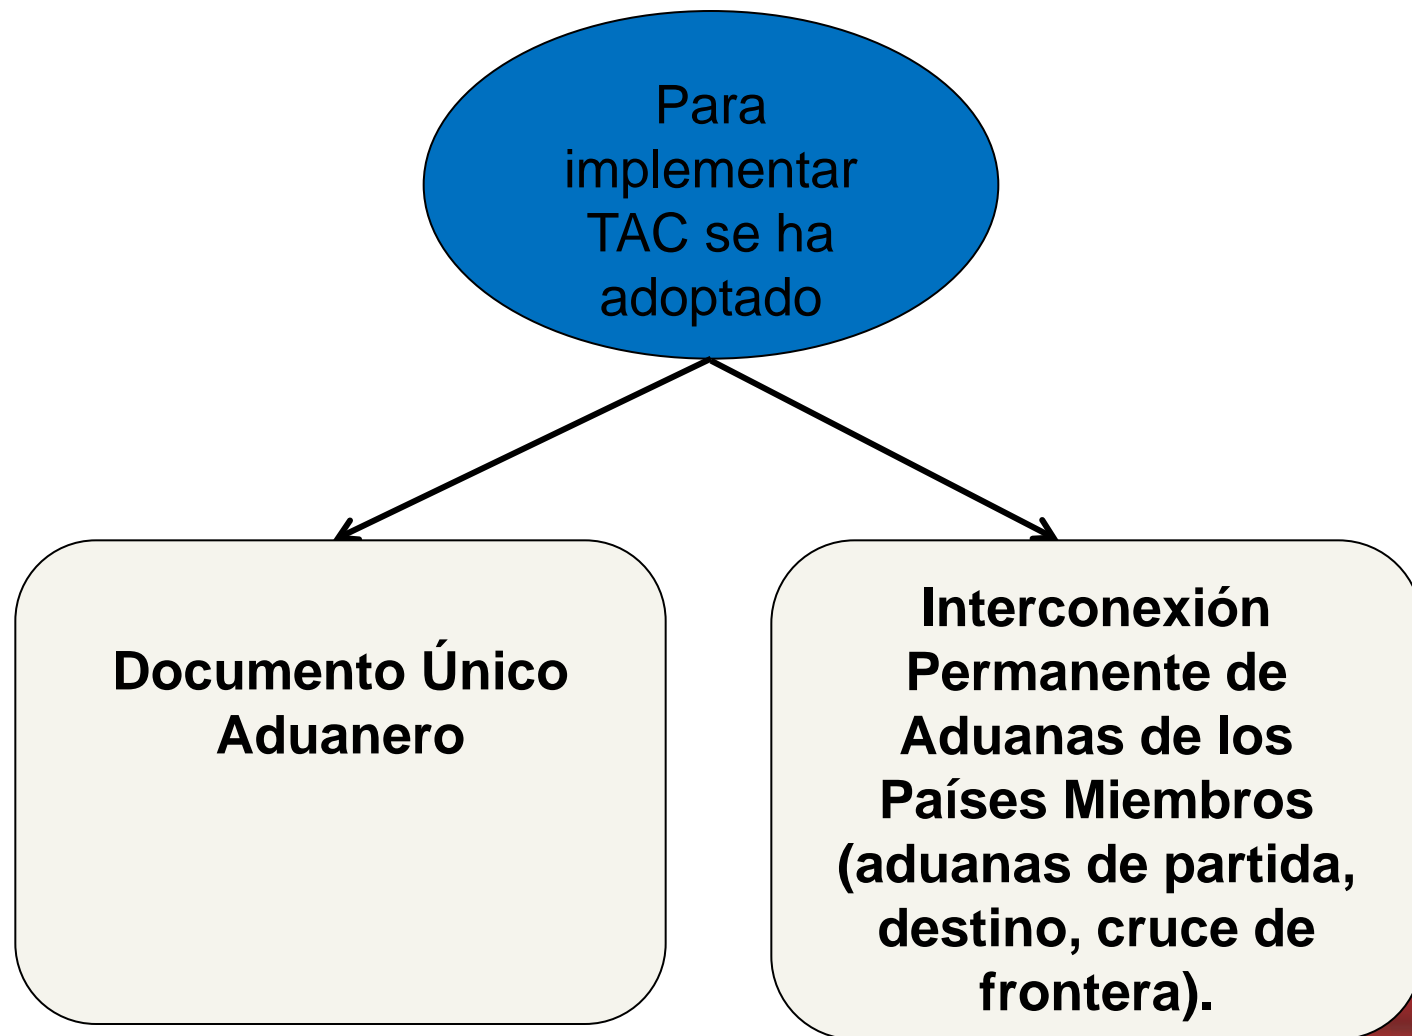 Para
implementar
TAC se ha
adoptado
Documento Único
Aduanero
Interconexión
Permanente de
Aduanas de los
Países Miembros
(aduanas de partida,
destino, cruce de
frontera).